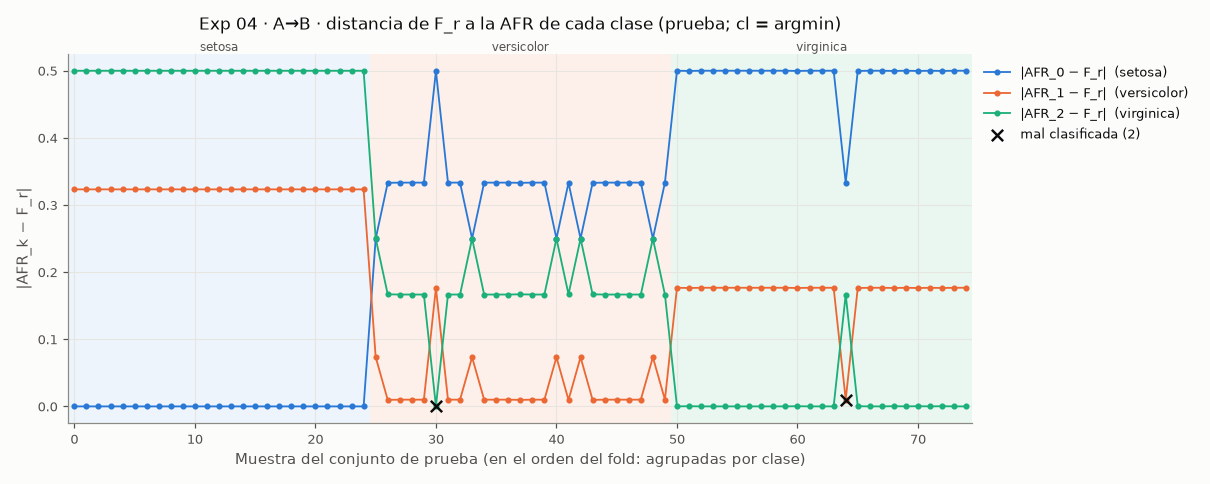 Exp 04 · A→B · distancia de F_r a la AFR de cada clase (prueba; cl = argmin)
setosa
versicolor
virginica
|AFR_0 − F_r| (setosa)
|AFR_1 − F_r| (versicolor)
|AFR_2 − F_r| (virginica)
mal clasificada (2)
|AFR_k − F_r|
0.5
0.4
0.3
0.2
0.1
0.0
0
10
20
30
40
50
60
70
Muestra del conjunto de prueba (en el orden del fold: agrupadas por clase)